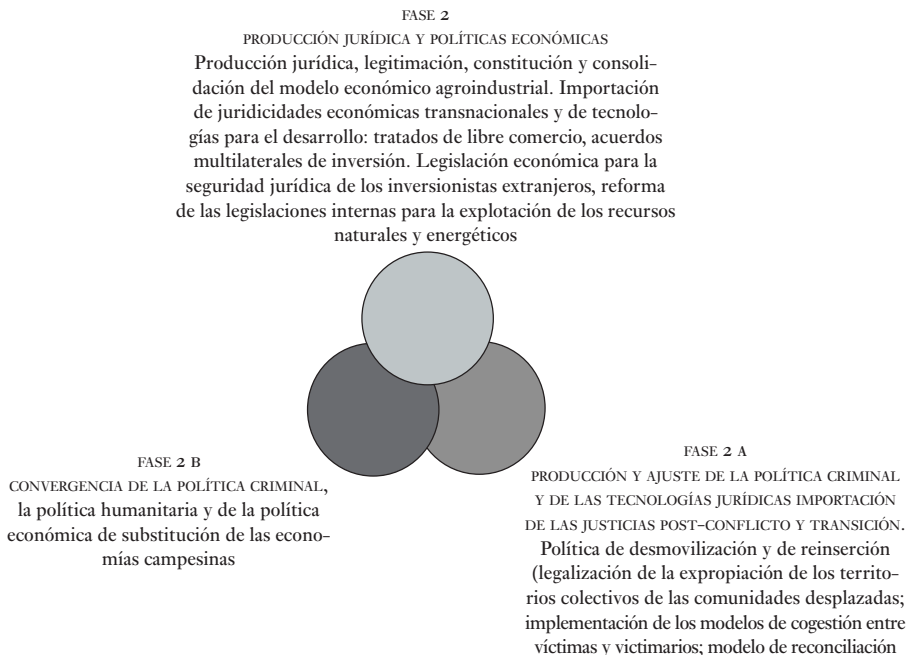 FASE 2
PRODUCCIÓN JURÍDICA Y POLÍTICAS ECONÓMICAS
Producción jurídica, legitimación, constitución y consoli-
dación del modelo económico agroindustrial. Importación
de juridicidades económicas transnacionales y de tecnolo-
gías para el desarrollo: tratados de libre comercio, acuerdos
multilaterales de inversión. Legislación económica para la
seguridad jurídica de los inversionistas extranjeros, reforma
de las legislaciones internas para la explotación de los recursos
naturales y energéticos
FASE 2 B
CONVERGENCIA DE LA POLÍTICA CRIMINAL,
la política humanitaria y de la política
económica de substitución de las econo-
mías campesinas
FASE 2 A
PRODUCCIÓN Y AJUSTE DE LA POLÍTICA CRIMINAL
Y DE LAS TECNOLOGÍAS JURÍDICAS IMPORTACIÓN
DE LAS JUSTICIAS POST-CONFLICTO Y TRANSICIÓN.
Política de desmovilización y de reinserción
(legalización de la expropiación de los territo-
rios colectivos de las comunidades desplazadas;
implementación de los modelos de cogestión entre
víctimas y victimarios; modelo de reconciliación